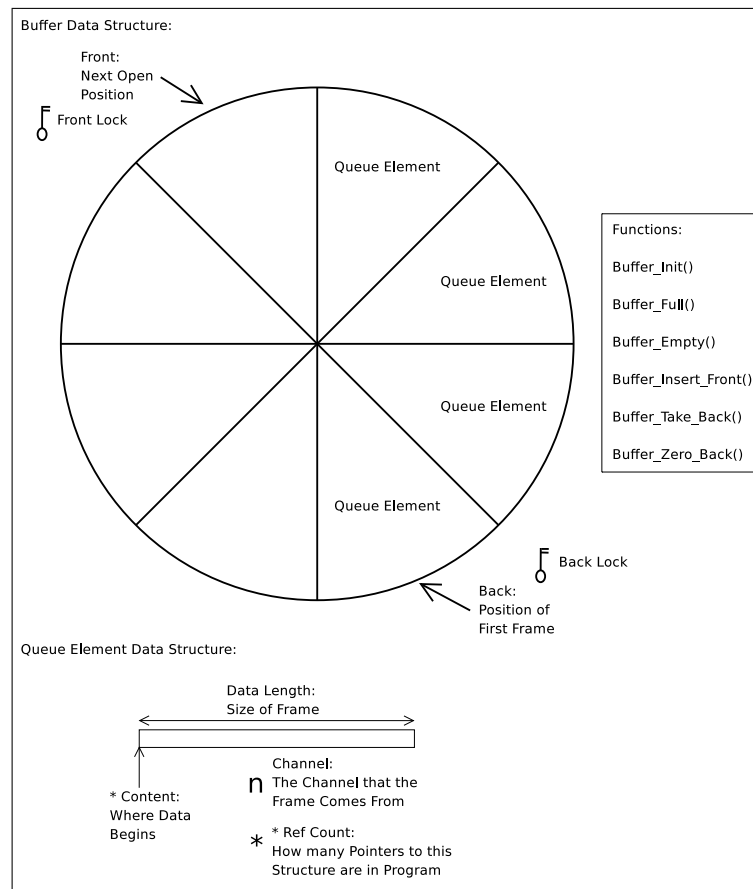 Buffer Data Structure:
Front:
Next Open
Position
Front Lock
Queue Element
Queue Element
Queue Element
Queue Element
Functions:
Buffer_Init()
Buffer_Full()
Buffer_Empty()
Buffer_Insert_Front()
Buffer_Take_Back()
Buffer_Zero_Back()
Back Lock
Back:
Position of
First Frame
Queue Element Data Structure:
Data Length:
Size of Frame
* Content:
Where Data
Begins
n
Channel:
The Channel that the
Frame Comes From
*
* Ref Count:
How many Pointers to this
Structure are in Program